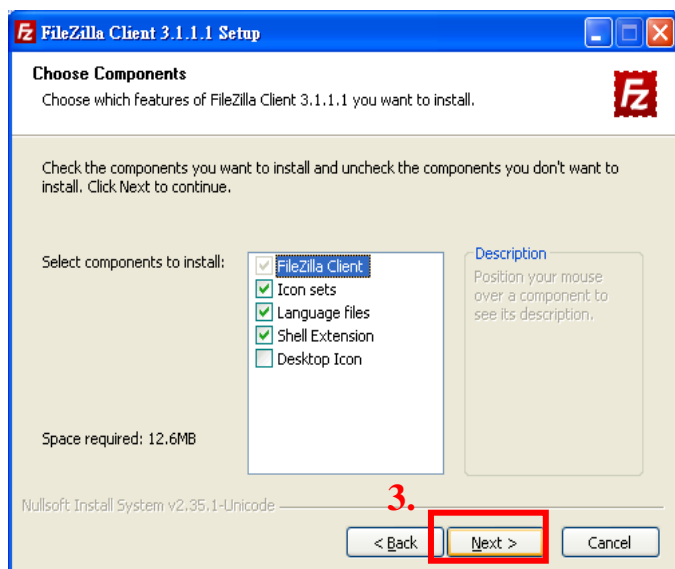 FileZilla Client 3.1.1.1 Setup
Choose Components
Choose which features of FileZilla Client 3.1.1.1 you want to install.
Fz
Check the components you want to install and uncheck the components you don't want to
install. Click Next to continue.
Select components to install:
FileZilla Client
Icon sets
Language files
Shell Extension
Desktop Icon
Description
Position your mouse
over a component to
see its description.
Space required: 12.6MB
Nullsoft Install System v2.35.1-Unicode
3.
< Back
Next >
Cancel